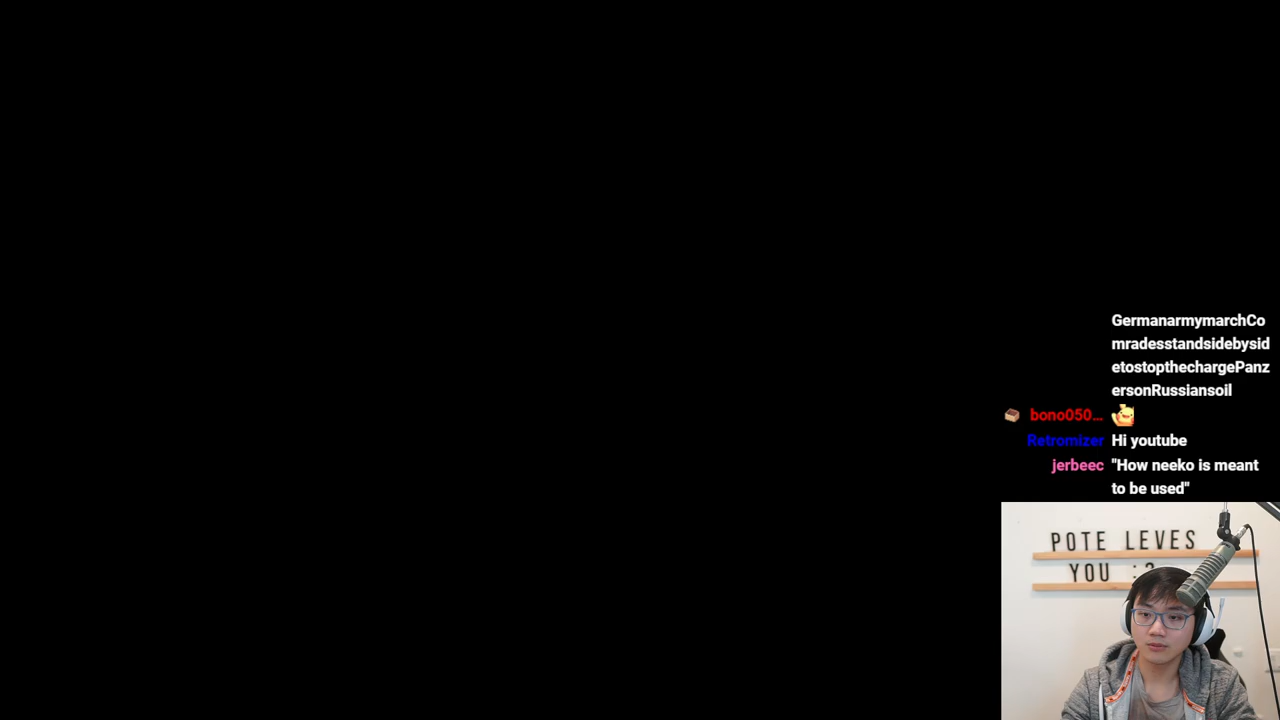 GermanarmymarchCo
mradesstandsidebysid
etostopthechargePanz
ersonRussiansoil
bono050…
Retromizer Hi youtube
jerbeec "How neeko is meant
to be used"
POTE LEVES
YOU :3